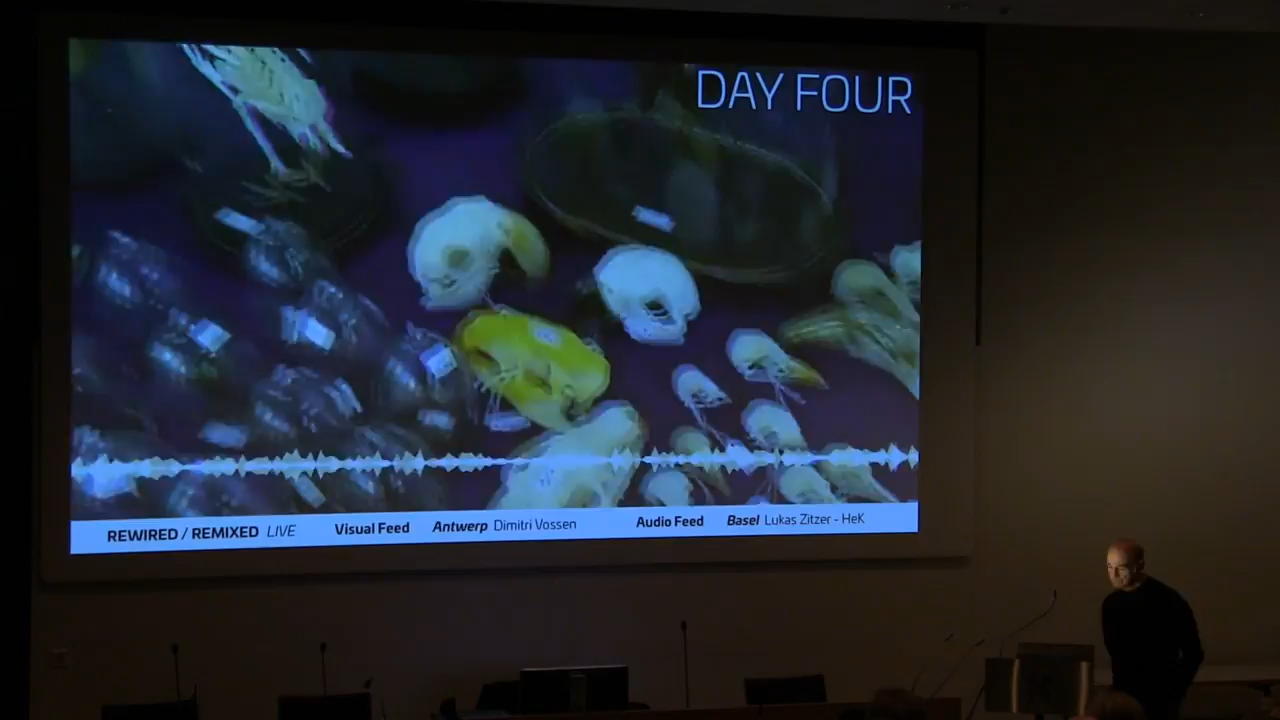 DAY FOUR
REWIRED / REMIXED LIVE Visual Feed Antwerp Dimitri Vossen Audio Feed Basel Lukas Zitzer - HeK